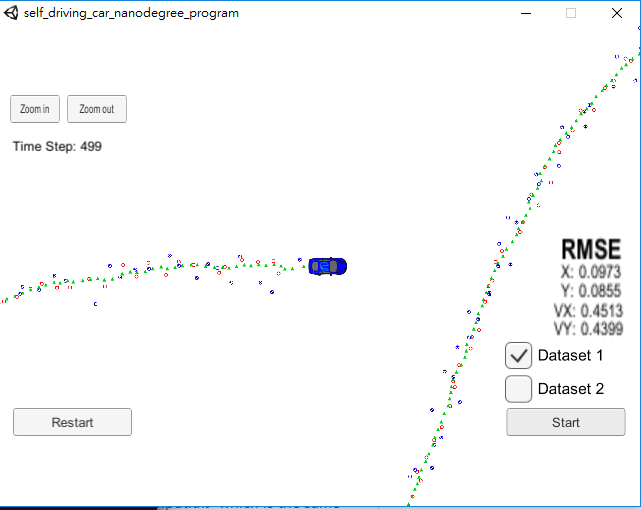 self_driving_car_nanodegree_program
Zoom in
Zoom out
Time Step: 499
RMSE
X: 0.0973
Y: 0.0855
VX: 0.4513
VY: 0.4399
Dataset 1
Dataset 2
Restart
Start